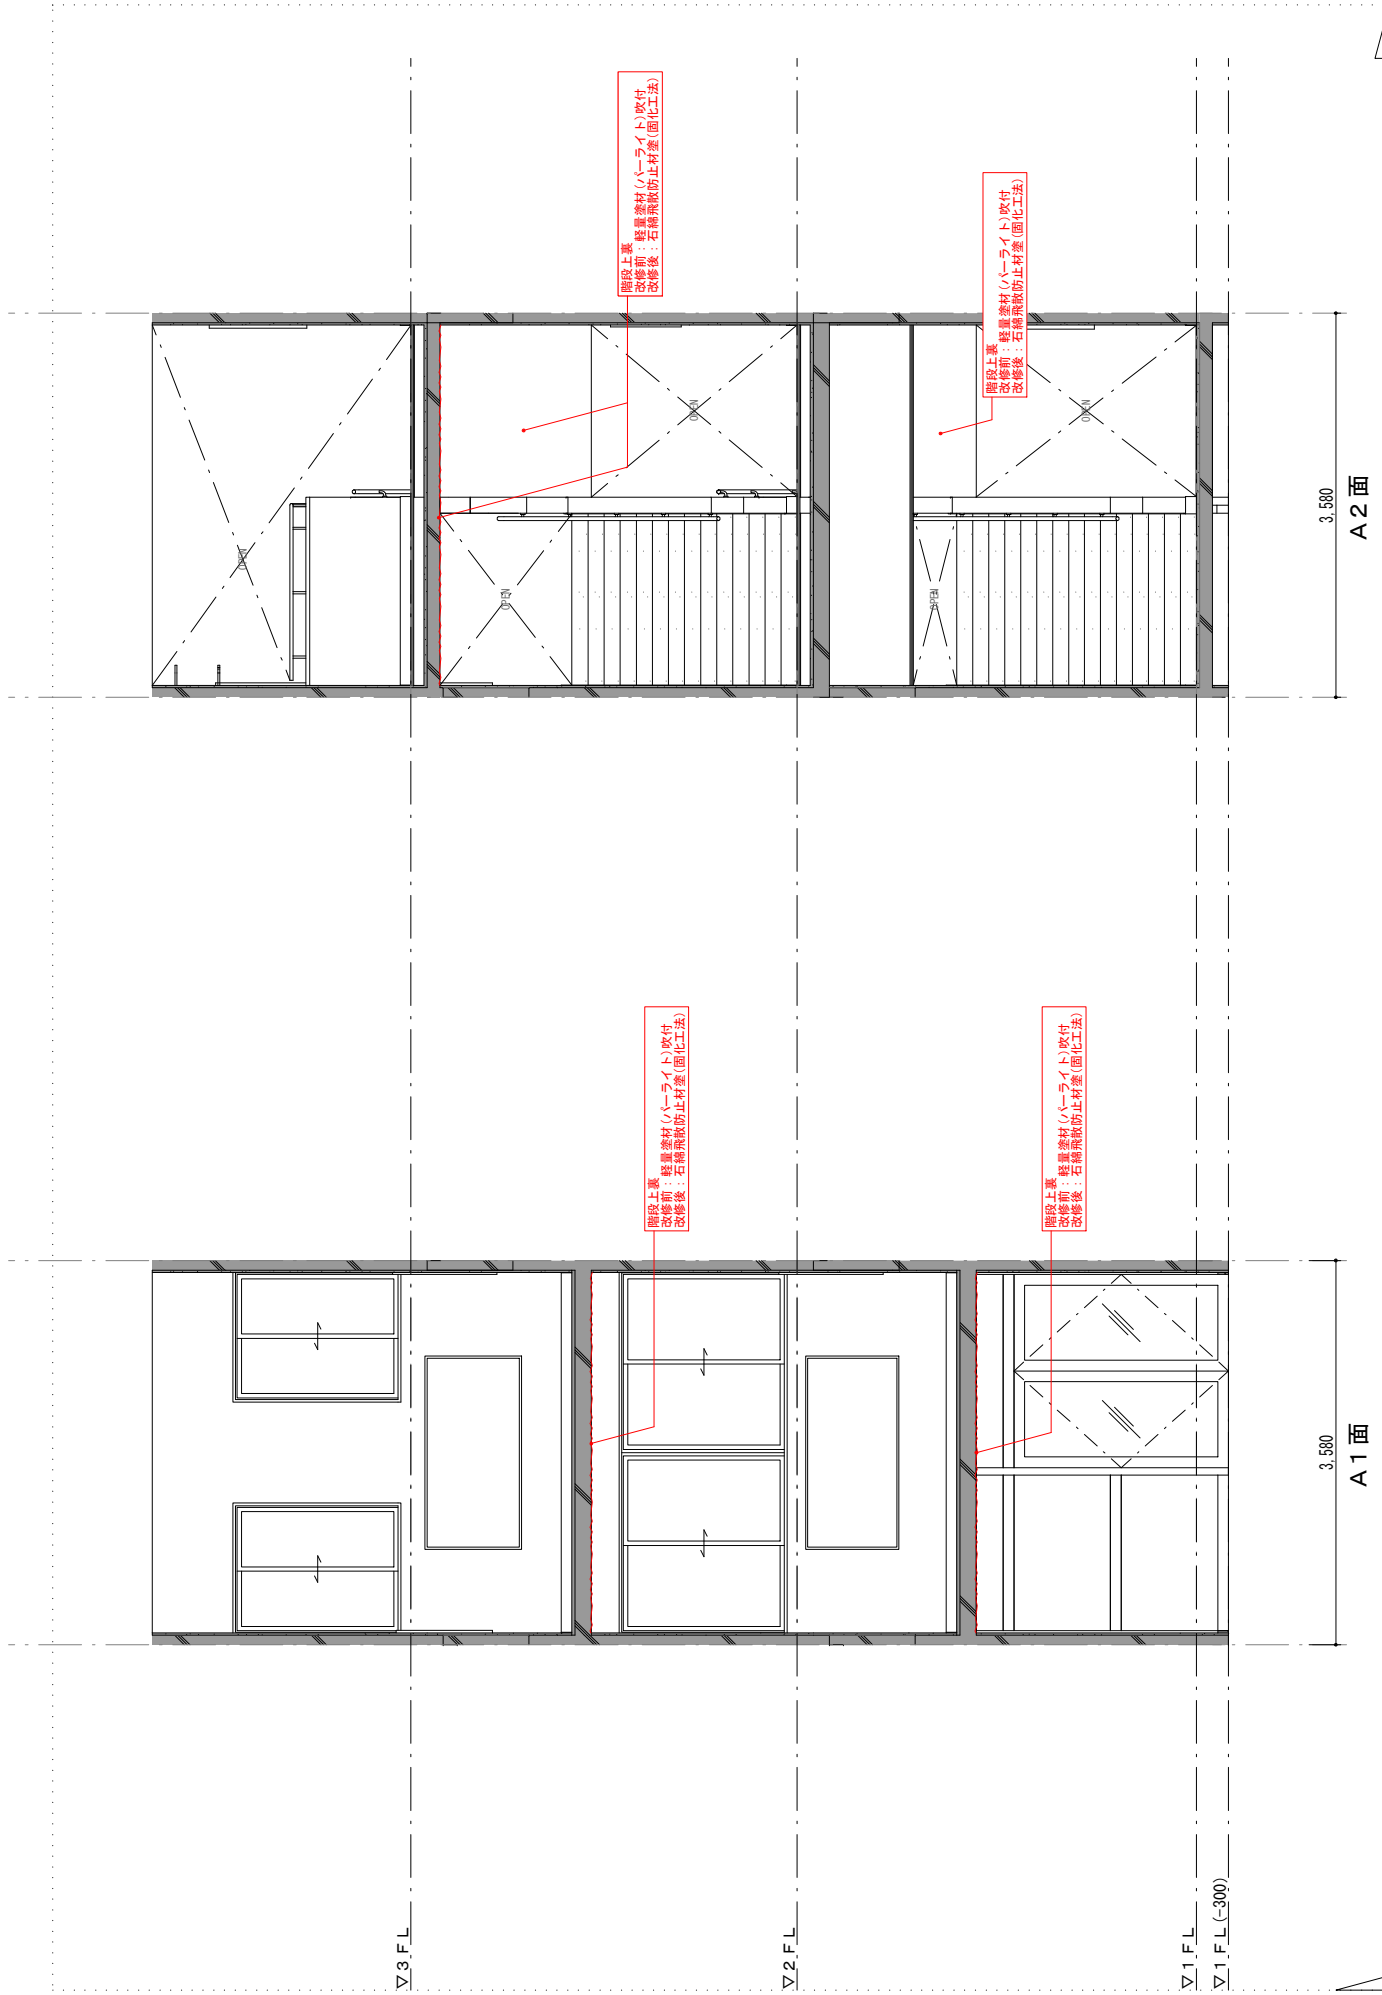 ▽3FL
▽2FL
▽1FL
▽1FL(-300)
階段上裏
改修前：軽量塗材(パーライト)吹付
改修後：石綿飛散防止材塗(固化工法)
階段上裏
改修前：軽量塗材(パーライト)吹付
改修後：石綿飛散防止材塗(固化工法)
3,580
A1面
OPEN
OPEN
OPEN
OPEN
OPEN
階段上裏
改修前：軽量塗材(パーライト)吹付
改修後：石綿飛散防止材塗(固化工法)
階段上裏
改修前：軽量塗材(パーライト)吹付
改修後：石綿飛散防止材塗(固化工法)
3,580
A2面